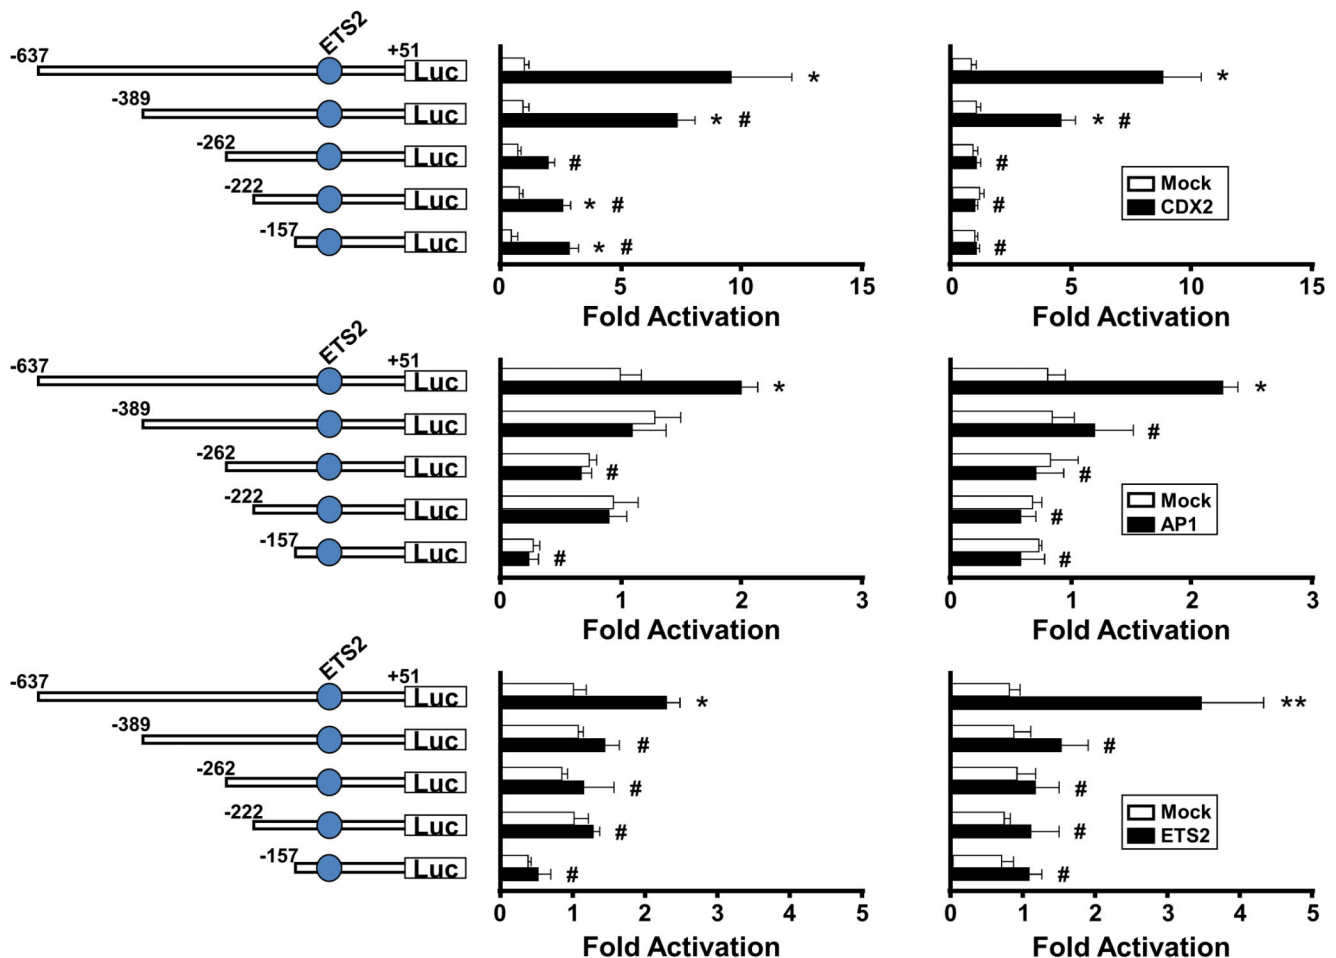 ETS2
-637
+51
Luc
*
*
-389
Luc
* #
* #
-262
Luc
#
#
Mock
CDX2
-222
Luc
* #
#
-157
Luc
* #
#
0 5 10 15
0 5 10 15
Fold Activation
Fold Activation
ETS2
-637
+51
Luc
*
*
-389
Luc
#
-262
Luc
#
#
Mock
AP1
-222
Luc
#
-157
Luc
#
#
0 1 2 3
0 1 2 3
Fold Activation
Fold Activation
ETS2
-637
+51
Luc
*
**
-389
Luc
#
#
-262
Luc
#
#
Mock
ETS2
-222
Luc
#
#
-157
Luc
#
#
0 1 2 3 4 5
0 1 2 3 4 5
Fold Activation
Fold Activation